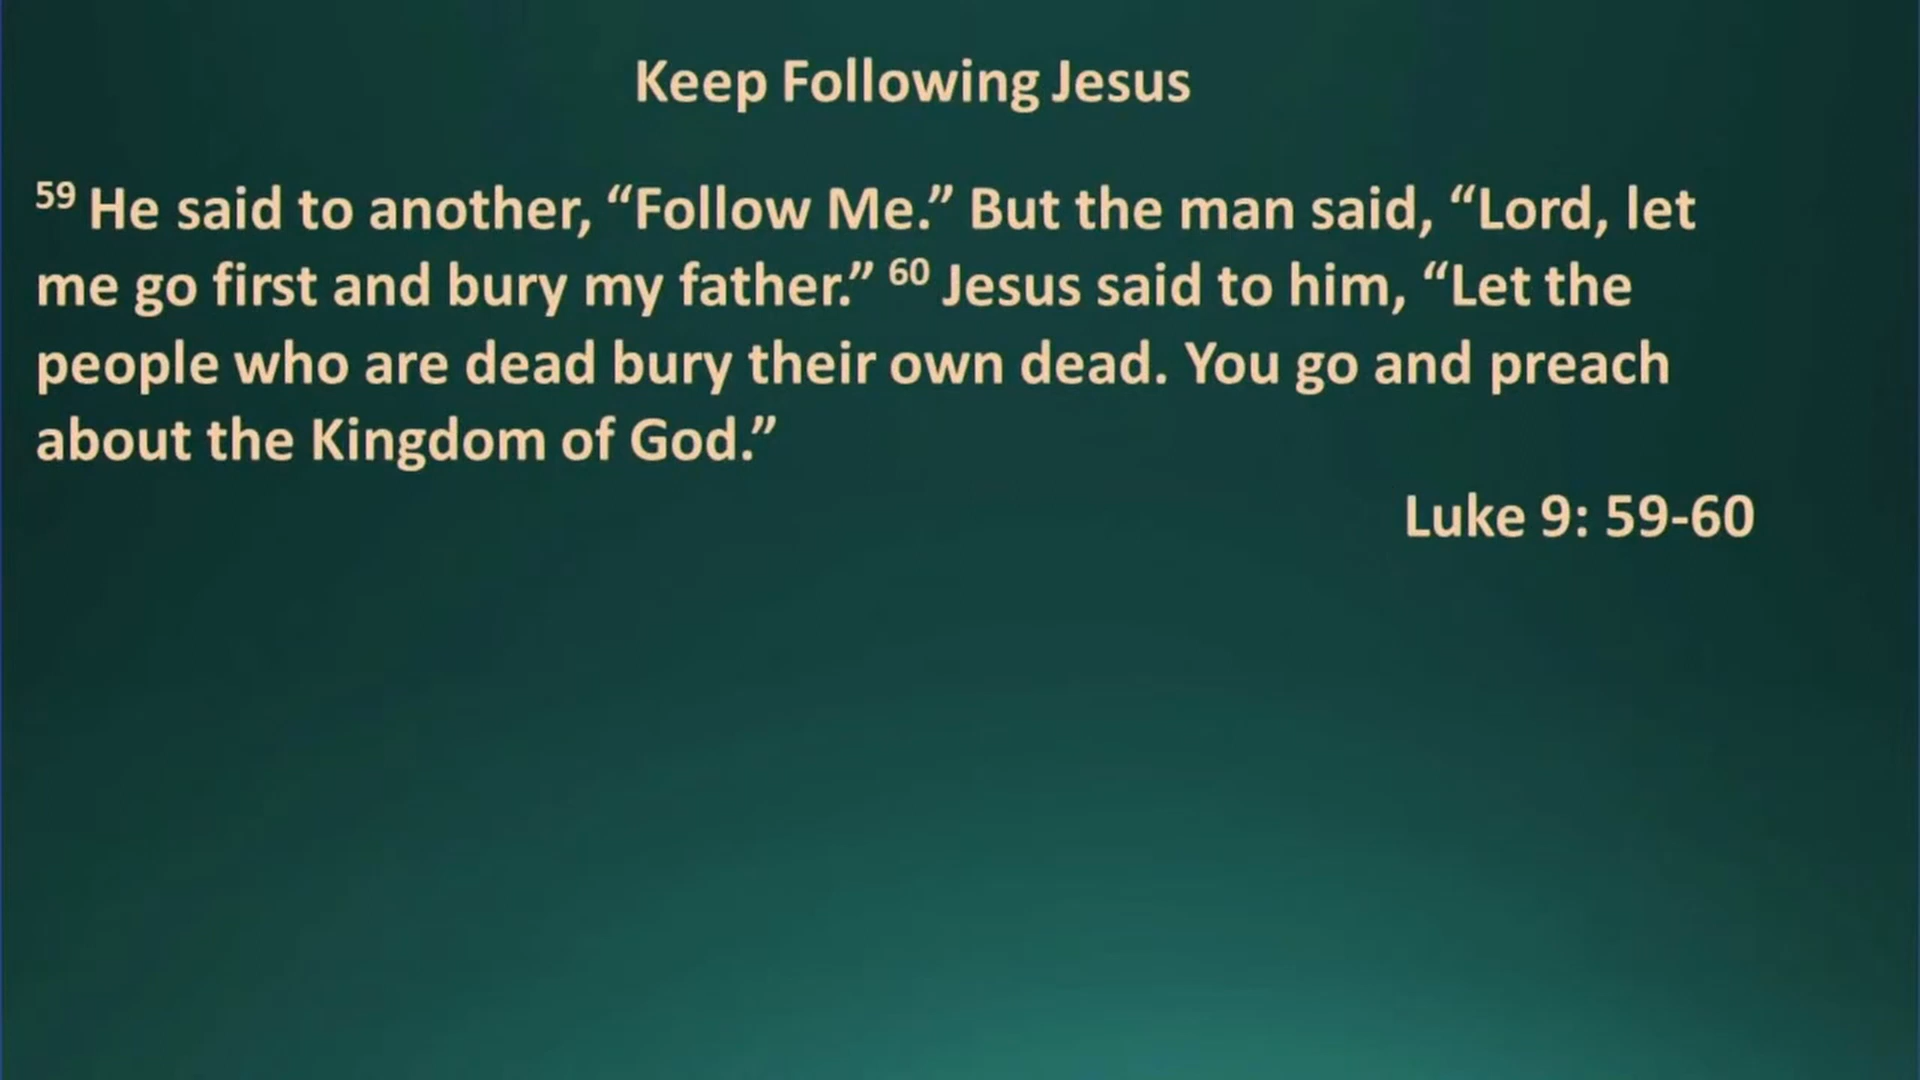 Keep Following Jesus
59 He said to another, “Follow Me.” But the man said, “Lord, let
me go first and bury my father.” 60 Jesus said to him, “Let the
people who are dead bury their own dead. You go and preach
about the Kingdom of God.”
Luke 9: 59-60